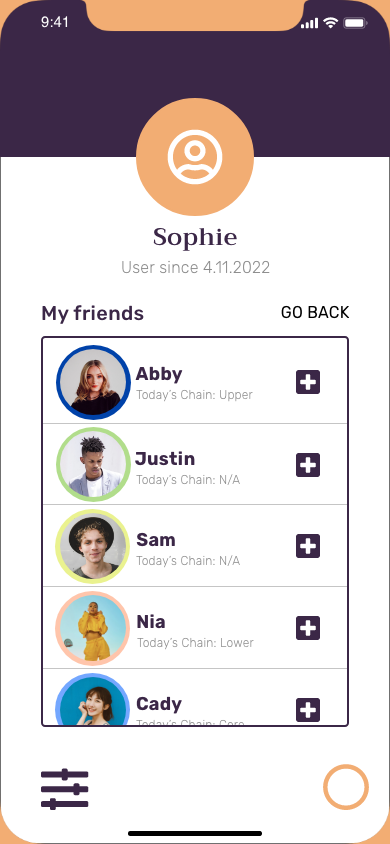 9:41
Sophie
User since 4.11.2022
My friends GO BACK
Abby
Today's Chain: Upper
Justin
Today's Chain: N/A
Sam
Today's Chain: N/A
Nia
Today's Chain: Lower
Cady
Today's Chain: Core